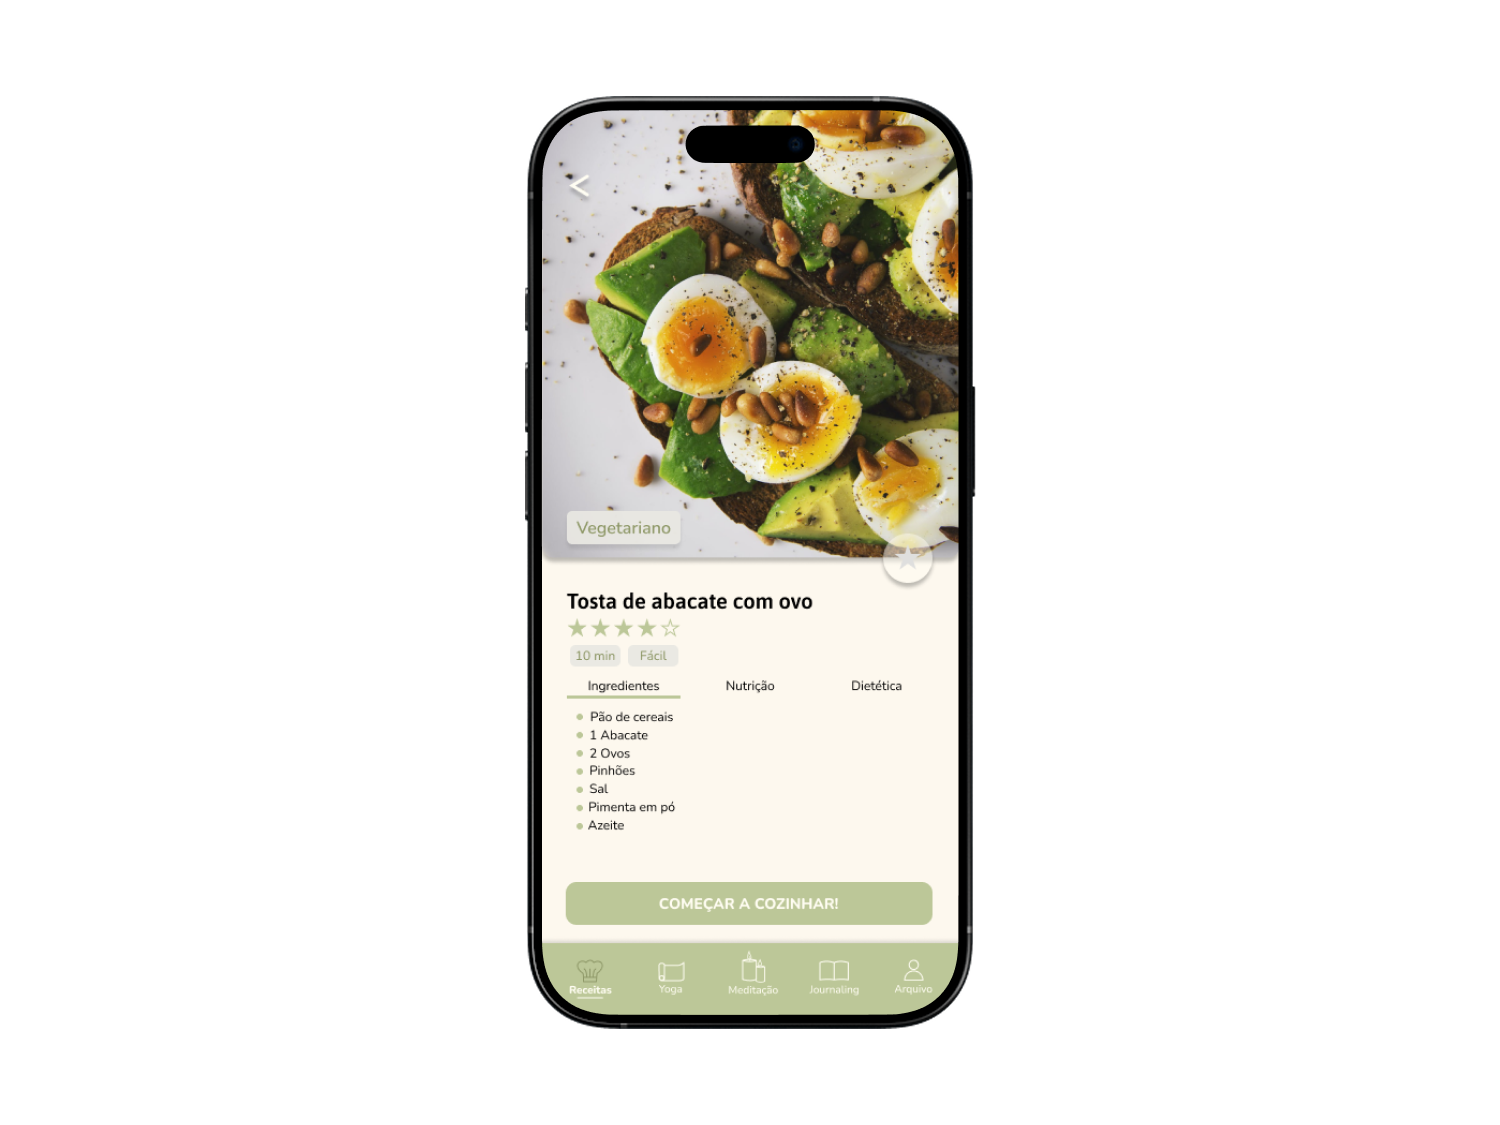 Vegetariano
Tosta de abacate com ovo
10 min Fácil
Ingredientes Nutrição Dietética
Pão de cereais
1 Abacate
2 Ovos
Pinhões
Sal
Pimenta em pó
Azeite
COMEÇAR A COZINHAR!
Receitas Yoga Meditação Journaling Arquivo